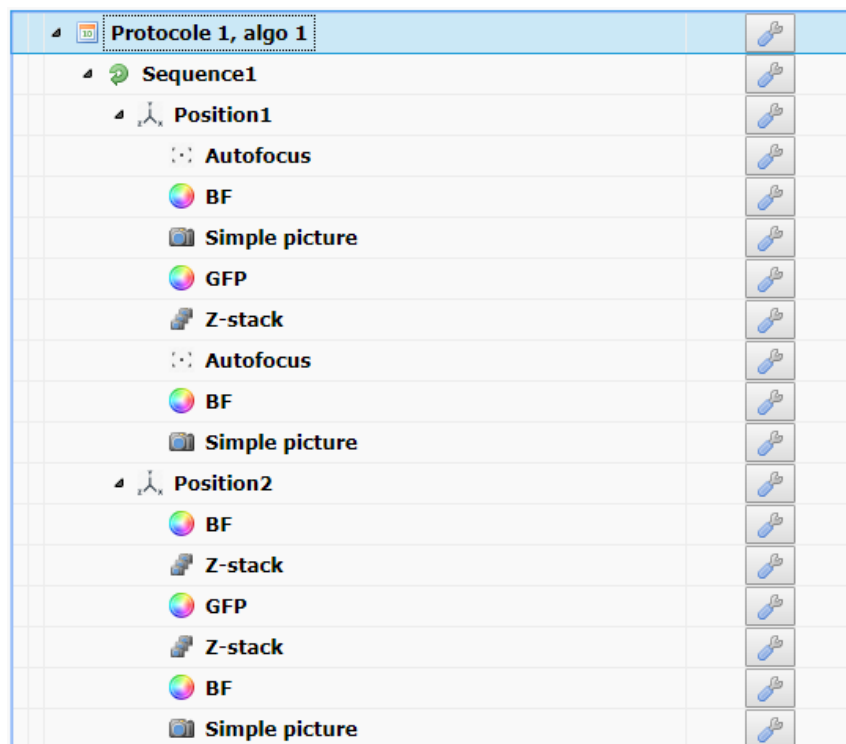 Protocole 1, algo 1
Sequence1
Position1
Autofocus
BF
Simple picture
GFP
Z-stack
Autofocus
BF
Simple picture
Position2
BF
Z-stack
GFP
Z-stack
BF
Simple picture